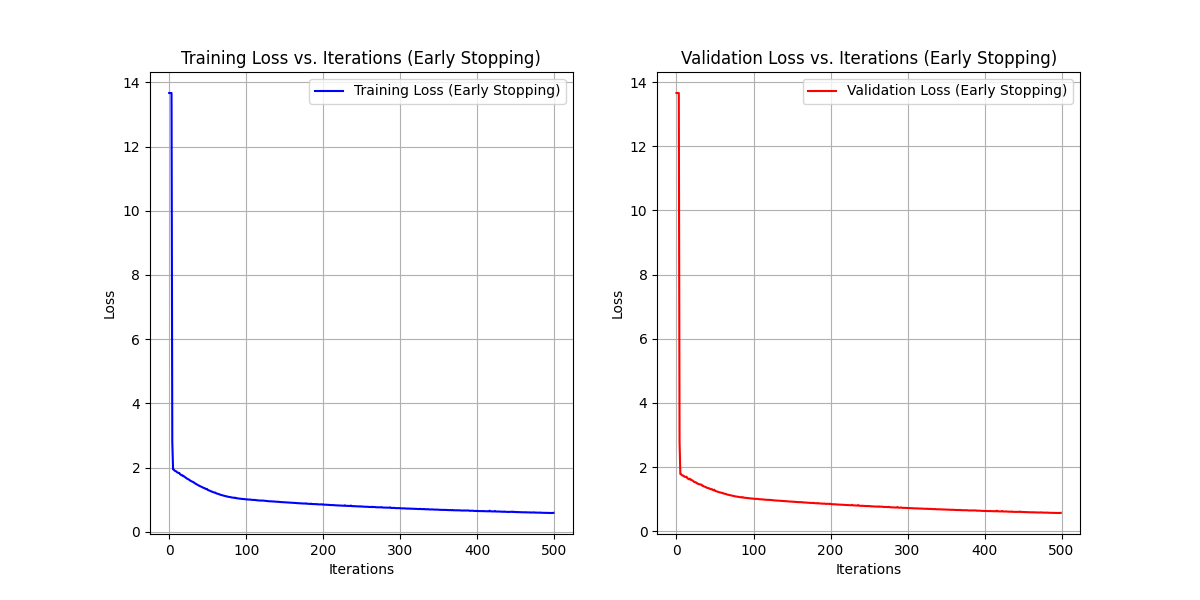 Training Loss vs. Iterations (Early Stopping)
Training Loss (Early Stopping)
14
12
10
8
6
4
2
0
Loss
0 100 200 300 400 500
Iterations
Validation Loss vs. Iterations (Early Stopping)
Validation Loss (Early Stopping)
14
12
10
8
6
4
2
0
Loss
0 100 200 300 400 500
Iterations